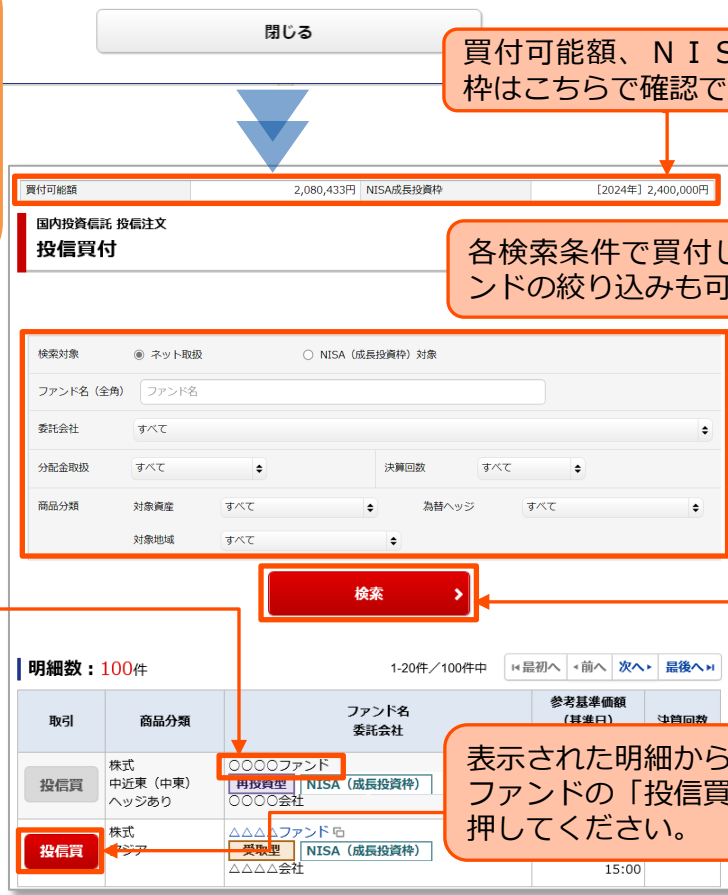 閉じる
買付可能額、ＮＩＳ
枠はこちらで確認で
買付可能額 2,080,433円 NISA成長投資枠 [2024年] 2,400,000円
国内投資信託 投信注文
投信買付
各検索条件で買付し
ンドの絞り込みも可
検索対象 ネット取扱 NISA（成長投資枠）対象
ファンド名（全角） ファンド名
委託会社 すべて
分配金取扱 すべて 決算回数 すべて
商品分類 対象資産 すべて 為替ヘッジ すべて
対象地域 すべて
検索
明細数：100件 1-20件／100件中 最初へ 前へ 次へ 最後へ
取引 商品分類 ファンド名 参考基準価額 決算回数
委託会社 (基準日)
投信買 株式 ○○○○ファンド
中近東（中東） 再投資型 NISA（成長投資枠）
ヘッジあり ○○○○会社
表示された明細から
ファンドの「投信買
押してください。
投信買 株式 △△△△ファンド
アジア 受取型 NISA（成長投資枠）
△△△△会社 15:00